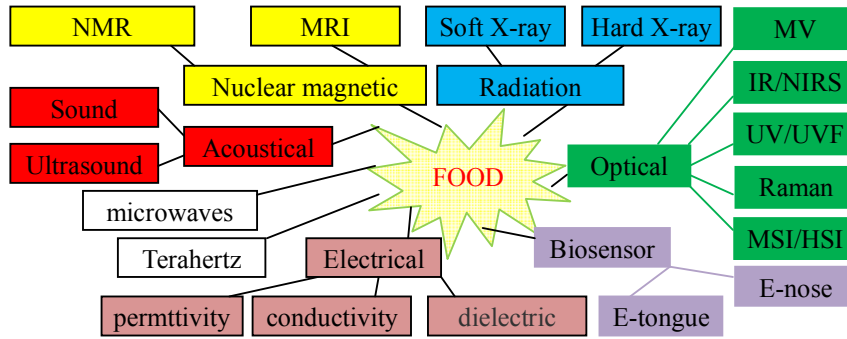 NMR
MRI
Soft X-ray
Hard X-ray
MV
Nuclear magnetic
Radiation
IR/NIRS
Sound
Acoustical
UV/UVF
Ultrasound
FOOD
Optical
Raman
microwaves
MSI/HSI
Terahertz
Electrical
Biosensor
E-nose
permttivity
conductivity
dielectric
E-tongue